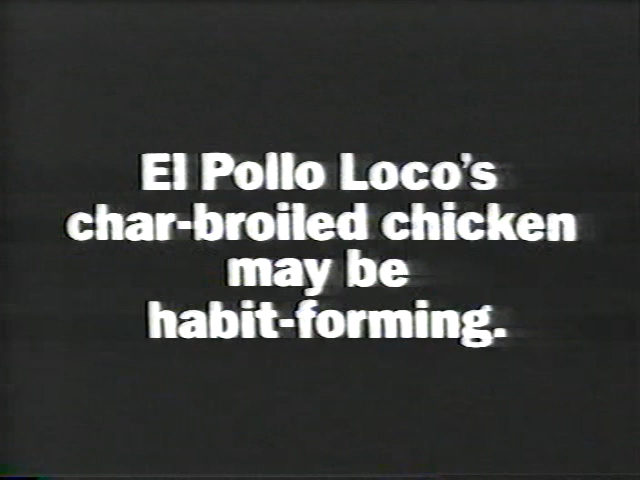 El Pollo Loco's
char-broiled chicken
may be
habit-forming.